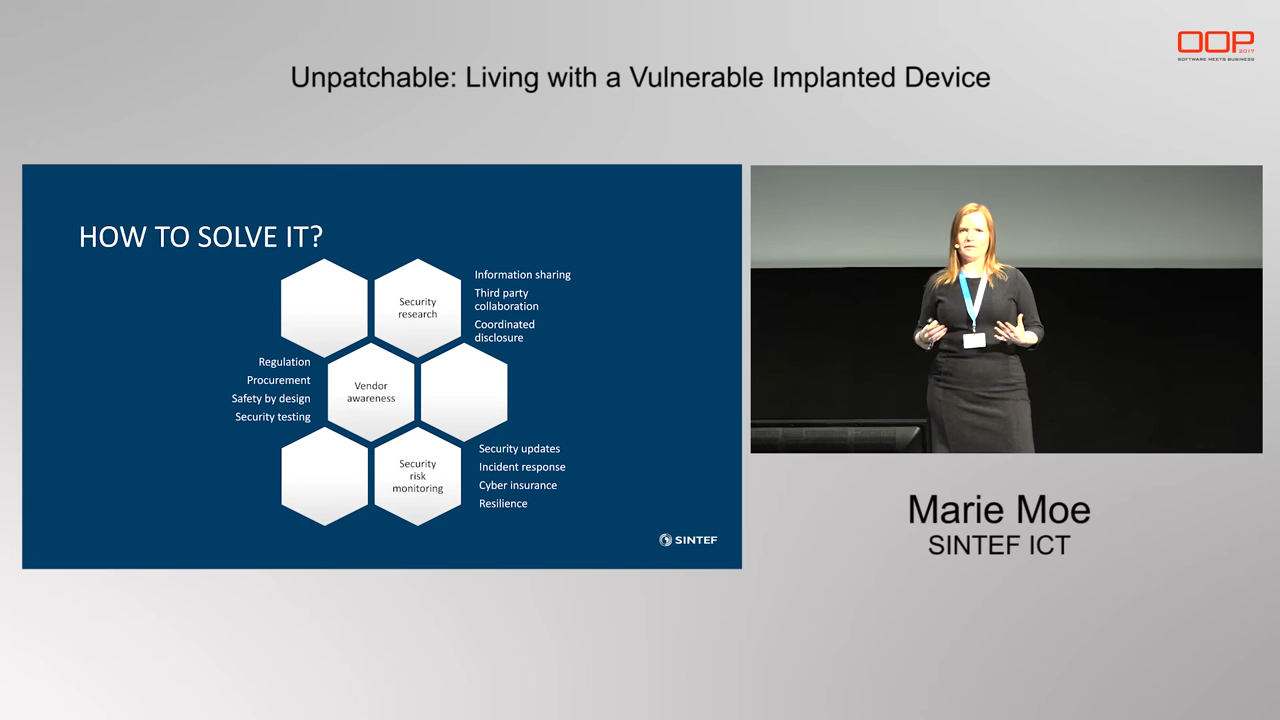 OOP
2017
SOFTWARE MEETS BUSINESS
Unpatchable: Living with a Vulnerable Implanted Device
HOW TO SOLVE IT?
Security
research
Information sharing
Third party
collaboration
Coordinated
disclosure
Regulation
Procurement
Safety by design
Security testing
Vendor
awareness
Security
risk
monitoring
Security updates
Incident response
Cyber insurance
Resilience
SINTEF
Marie Moe
SINTEF ICT